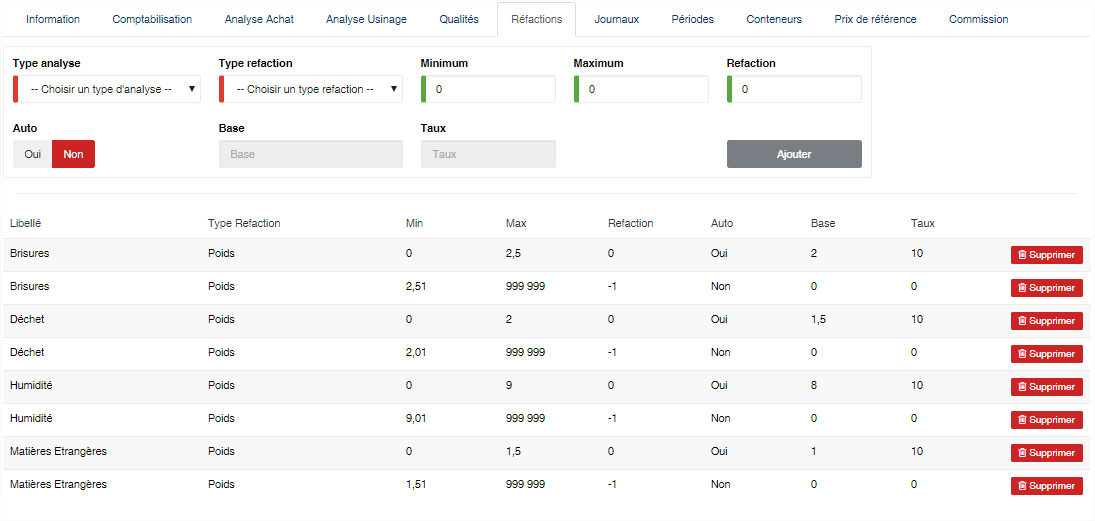 Information Comptabilisation Analyse Achat Analyse Usinage Qualités Réfactions Journaux Périodes Conteneurs Prix de référence Commission
Type analyse Type refaction Minimum Maximum Refaction
-- Choisir un type d'analyse -- -- Choisir un type refaction -- 0 0 0
Auto Base Taux
Oui Non Base Taux Ajouter
Libellé Type Refaction Min Max Refaction Auto Base Taux
Brisures Poids 0 2,5 0 Oui 2 10 Supprimer
Brisures Poids 2,51 999 999 -1 Non 0 0 Supprimer
Déchet Poids 0 2 0 Oui 1,5 10 Supprimer
Déchet Poids 2,01 999 999 -1 Non 0 0 Supprimer
Humidité Poids 0 9 0 Oui 8 10 Supprimer
Humidité Poids 9,01 999 999 -1 Non 0 0 Supprimer
Matières Etrangères Poids 0 1,5 0 Oui 1 10 Supprimer
Matières Etrangères Poids 1,51 999 999 -1 Non 0 0 Supprimer